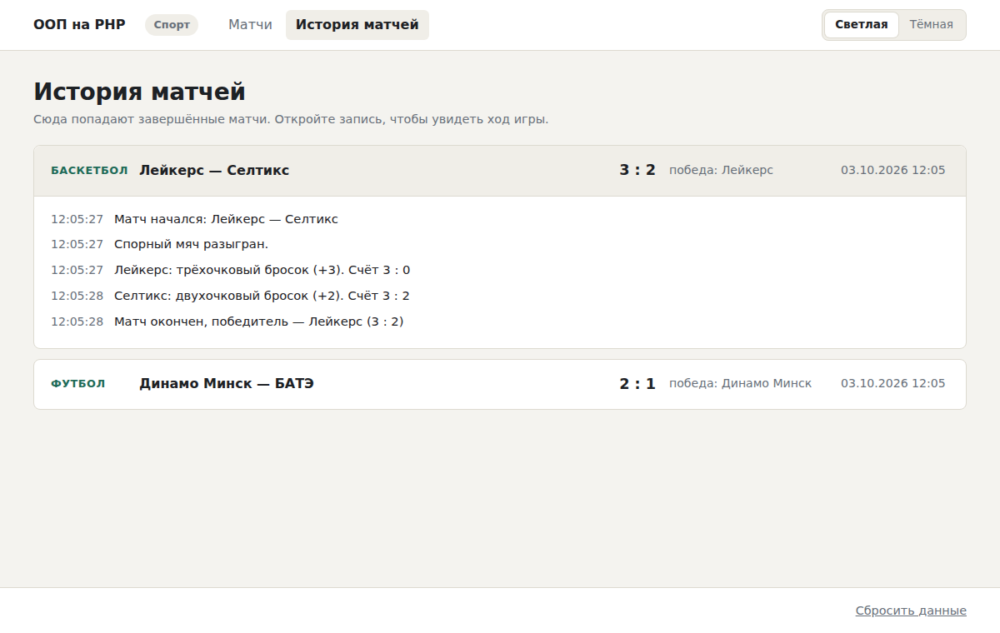 ООП на PHP Спорт Матчи История матчей Светлая Тёмная
История матчей
Сюда попадают завершённые матчи. Откройте запись, чтобы увидеть ход игры.
БАСКЕТБОЛ Лейкерс — Селтикс 3 : 2 победа: Лейкерс 03.10.2026 12:05
12:05:27 Матч начался: Лейкерс — Селтикс
12:05:27 Спорный мяч разыгран.
12:05:27 Лейкерс: трёхочковый бросок (+3). Счёт 3 : 0
12:05:28 Селтикс: двухочковый бросок (+2). Счёт 3 : 2
12:05:28 Матч окончен, победитель — Лейкерс (3 : 2)
ФУТБОЛ Динамо Минск — БАТЭ 2 : 1 победа: Динамо Минск 03.10.2026 12:05
Сбросить данные